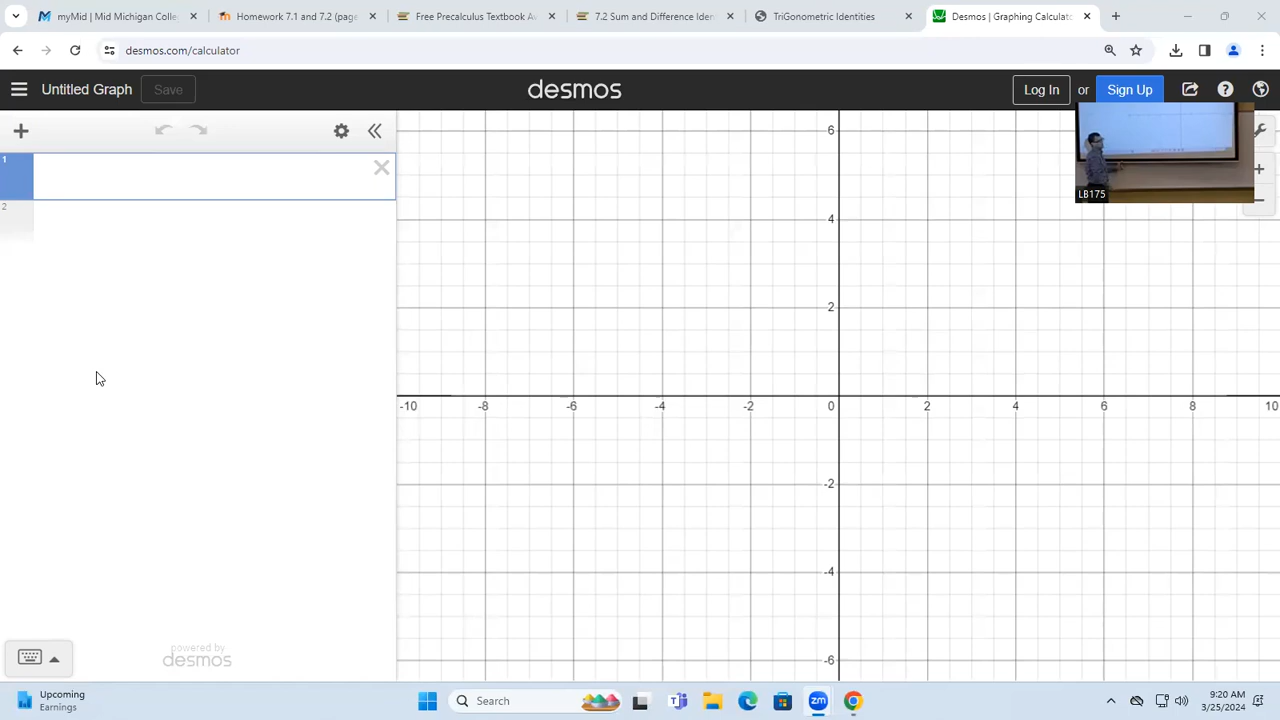 myMid | Mid Michigan Colle
Homework 7.1 and 7.2 (page
Free Precalculus Textbook Av
7.2 Sum and Difference Iden
TriGonometric Identities
Desmos | Graphing Calculato
desmos.com/calculator
Untitled Graph
Save
desmos
Log In
or
Sign Up
1
2
6
4
2
-10
-8
-6
-4
-2
0
2
4
6
8
10
-2
-4
-6
LB175
powered by
desmos
Upcoming
Earnings
Search
zm
9:20 AM
3/25/2024